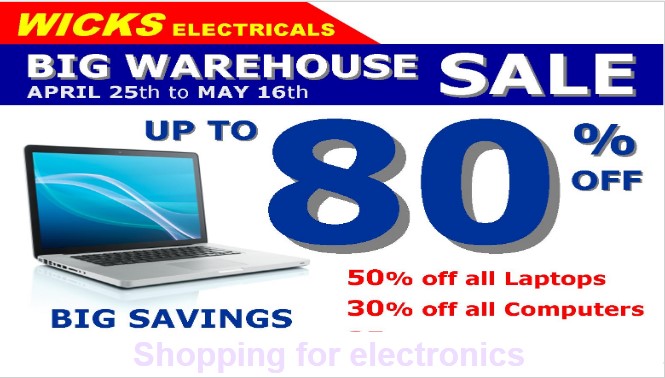 WICKS ELECTRICALS
BIG WAREHOUSE SALE
APRIL 25th to MAY 16th
UP TO 80% OFF
50% off all Laptops
30% off all Computers
BIG SAVINGS
Shopping for electronics